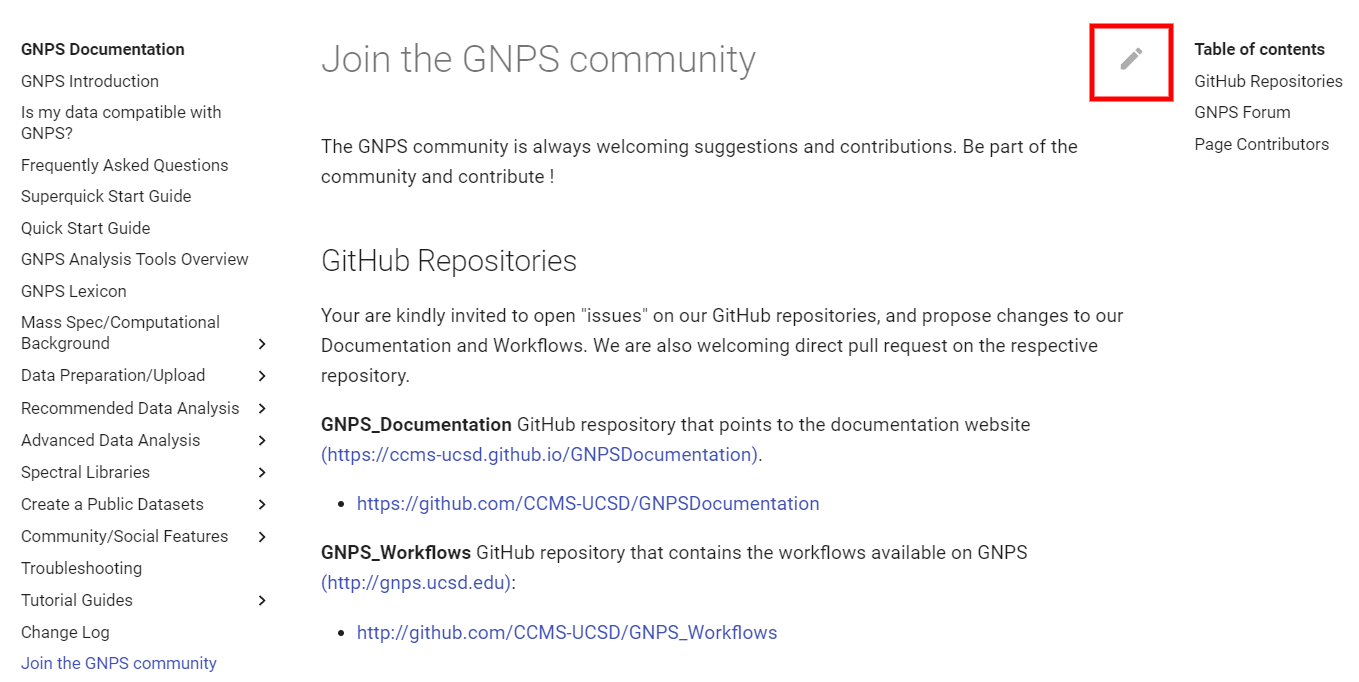 GNPS Documentation
GNPS Introduction
Is my data compatible with
GNPS?
Frequently Asked Questions
Superquick Start Guide
Quick Start Guide
GNPS Analysis Tools Overview
GNPS Lexicon
Mass Spec/Computational
Background
Data Preparation/Upload
Recommended Data Analysis
Advanced Data Analysis
Spectral Libraries
Create a Public Datasets
Community/Social Features
Troubleshooting
Tutorial Guides
Change Log
Join the GNPS community
Join the GNPS community
The GNPS community is always welcoming suggestions and contributions. Be part of the
community and contribute !
GitHub Repositories
Your are kindly invited to open "issues" on our GitHub repositories, and propose changes to our
Documentation and Workflows. We are also welcoming direct pull request on the respective
repository.
GNPS_Documentation GitHub respository that points to the documentation website
(https://ccms-ucsd.github.io/GNPSDocumentation).
• https://github.com/CCMS-UCSD/GNPSDocumentation
GNPS_Workflows GitHub repository that contains the workflows available on GNPS
(http://gnps.ucsd.edu):
• http://github.com/CCMS-UCSD/GNPS_Workflows
Table of contents
GitHub Repositories
GNPS Forum
Page Contributors